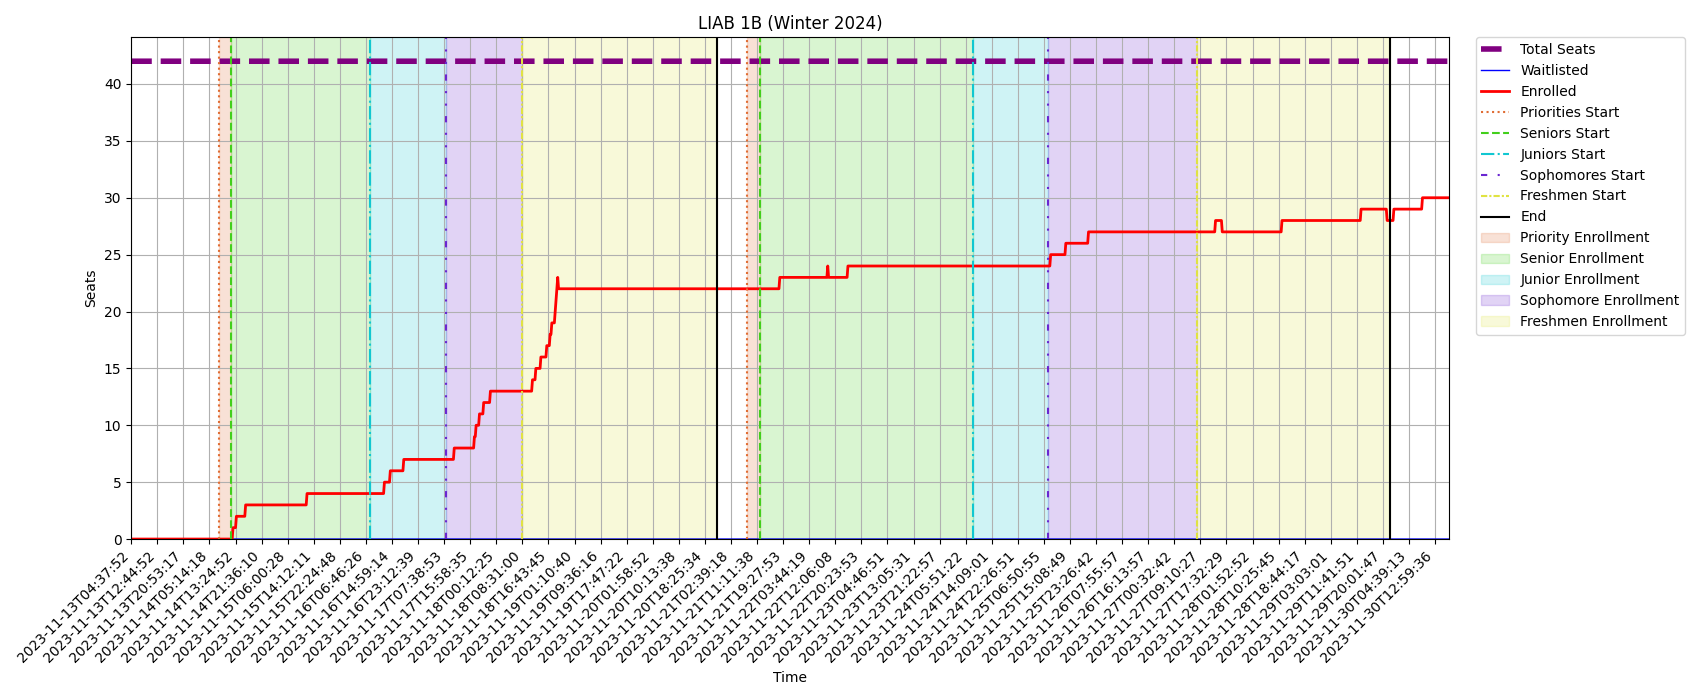 LIAB 1B (Winter 2024)
Seats
40
35
30
25
20
15
10
5
0
2023-11-13T04:37:52
2023-11-13T12:44:52
2023-11-13T20:53:17
2023-11-14T05:14:18
2023-11-14T13:24:52
2023-11-14T21:36:10
2023-11-15T06:00:28
2023-11-15T14:12:11
2023-11-15T22:24:48
2023-11-16T06:46:26
2023-11-16T14:59:14
2023-11-16T23:12:39
2023-11-17T07:38:53
2023-11-17T15:58:35
2023-11-18T00:12:25
2023-11-18T08:31:00
2023-11-18T16:43:45
2023-11-19T01:10:40
2023-11-19T09:36:16
2023-11-19T17:47:22
2023-11-20T01:58:52
2023-11-20T10:13:38
2023-11-20T18:25:34
2023-11-21T02:39:18
2023-11-21T11:11:38
2023-11-21T19:27:53
2023-11-22T03:44:19
2023-11-22T12:06:08
2023-11-22T20:23:53
2023-11-23T04:46:51
2023-11-23T13:05:31
2023-11-23T21:22:57
2023-11-24T05:51:22
2023-11-24T14:09:01
2023-11-24T22:26:51
2023-11-25T06:50:55
2023-11-25T15:08:49
2023-11-25T23:26:42
2023-11-26T07:55:57
2023-11-26T16:13:57
2023-11-27T00:32:42
2023-11-27T09:10:27
2023-11-27T17:32:29
2023-11-28T01:52:52
2023-11-28T10:25:45
2023-11-28T18:44:17
2023-11-29T03:03:01
2023-11-29T11:41:51
2023-11-29T20:01:47
2023-11-30T04:39:13
2023-11-30T12:59:36
Time
Total Seats
Waitlisted
Enrolled
Priorities Start
Seniors Start
Juniors Start
Sophomores Start
Freshmen Start
End
Priority Enrollment
Senior Enrollment
Junior Enrollment
Sophomore Enrollment
Freshmen Enrollment